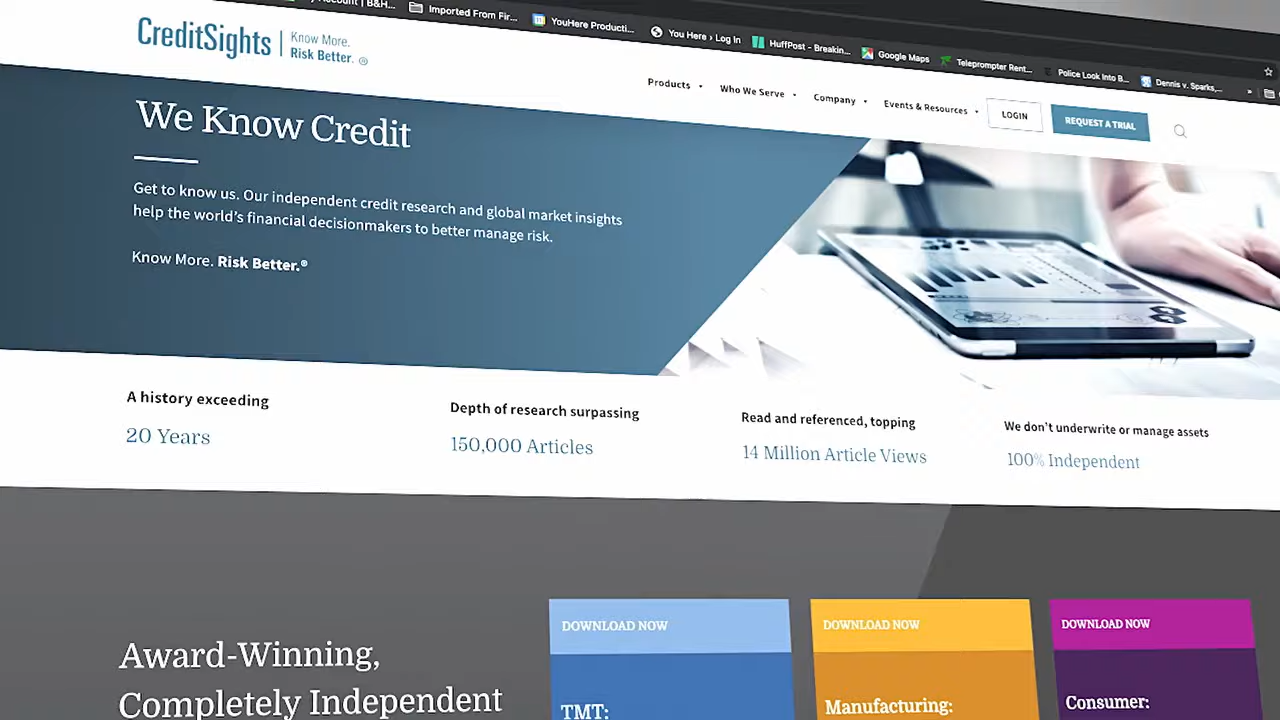 Account | B&H...
Imported From Fir...
YouHere Producti...
You Here › Log In
HuffPost - Breakin...
Google Maps
Teleprompter Rent...
Police Look Into B...
Dennis v. Sparks,...
CreditSights
Know More.
Risk Better. ®
Products
Who We Serve
Company
Events & Resources
LOGIN
REQUEST A TRIAL
We Know Credit
Get to know us. Our independent credit research and global market insights
help the world's financial decisionmakers to better manage risk.
Know More. Risk Better.®
A history exceeding
20 Years
Depth of research surpassing
150,000 Articles
Read and referenced, topping
14 Million Article Views
We don't underwrite or manage assets
100% Independent
Award-Winning,
Completely Independent
DOWNLOAD NOW
TMT:
DOWNLOAD NOW
Manufacturing:
DOWNLOAD NOW
Consumer: